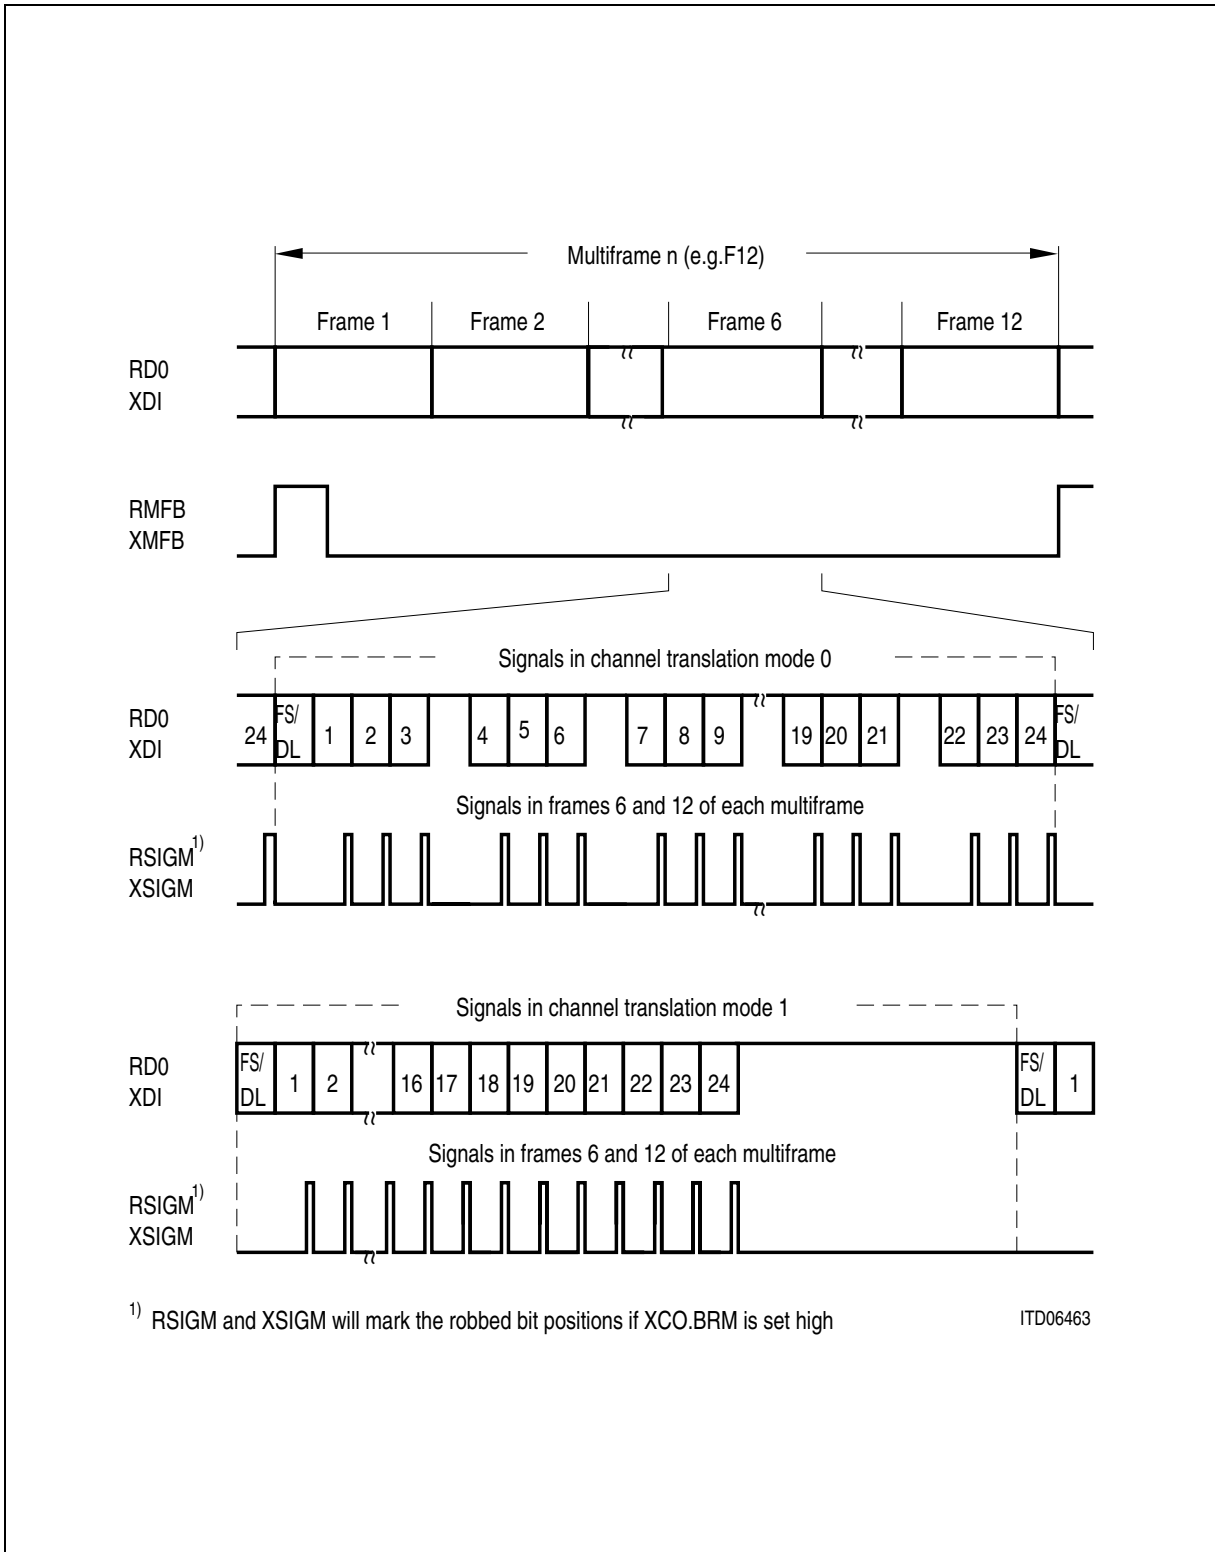 Multiframe n (e.g.F12)
Frame 1 Frame 2 Frame 6 Frame 12
RD0
XDI
RMFB
XMFB
Signals in channel translation mode 0
RD0
XDI
24 FS/DL 1 2 3 4 5 6 7 8 9 19 20 21 22 23 24 FS/DL
Signals in frames 6 and 12 of each multiframe
RSIGM1)
XSIGM
Signals in channel translation mode 1
RD0
XDI
FS/DL 1 2 16 17 18 19 20 21 22 23 24 FS/DL 1
Signals in frames 6 and 12 of each multiframe
RSIGM1)
XSIGM
1) RSIGM and XSIGM will mark the robbed bit positions if XCO.BRM is set high ITD06463